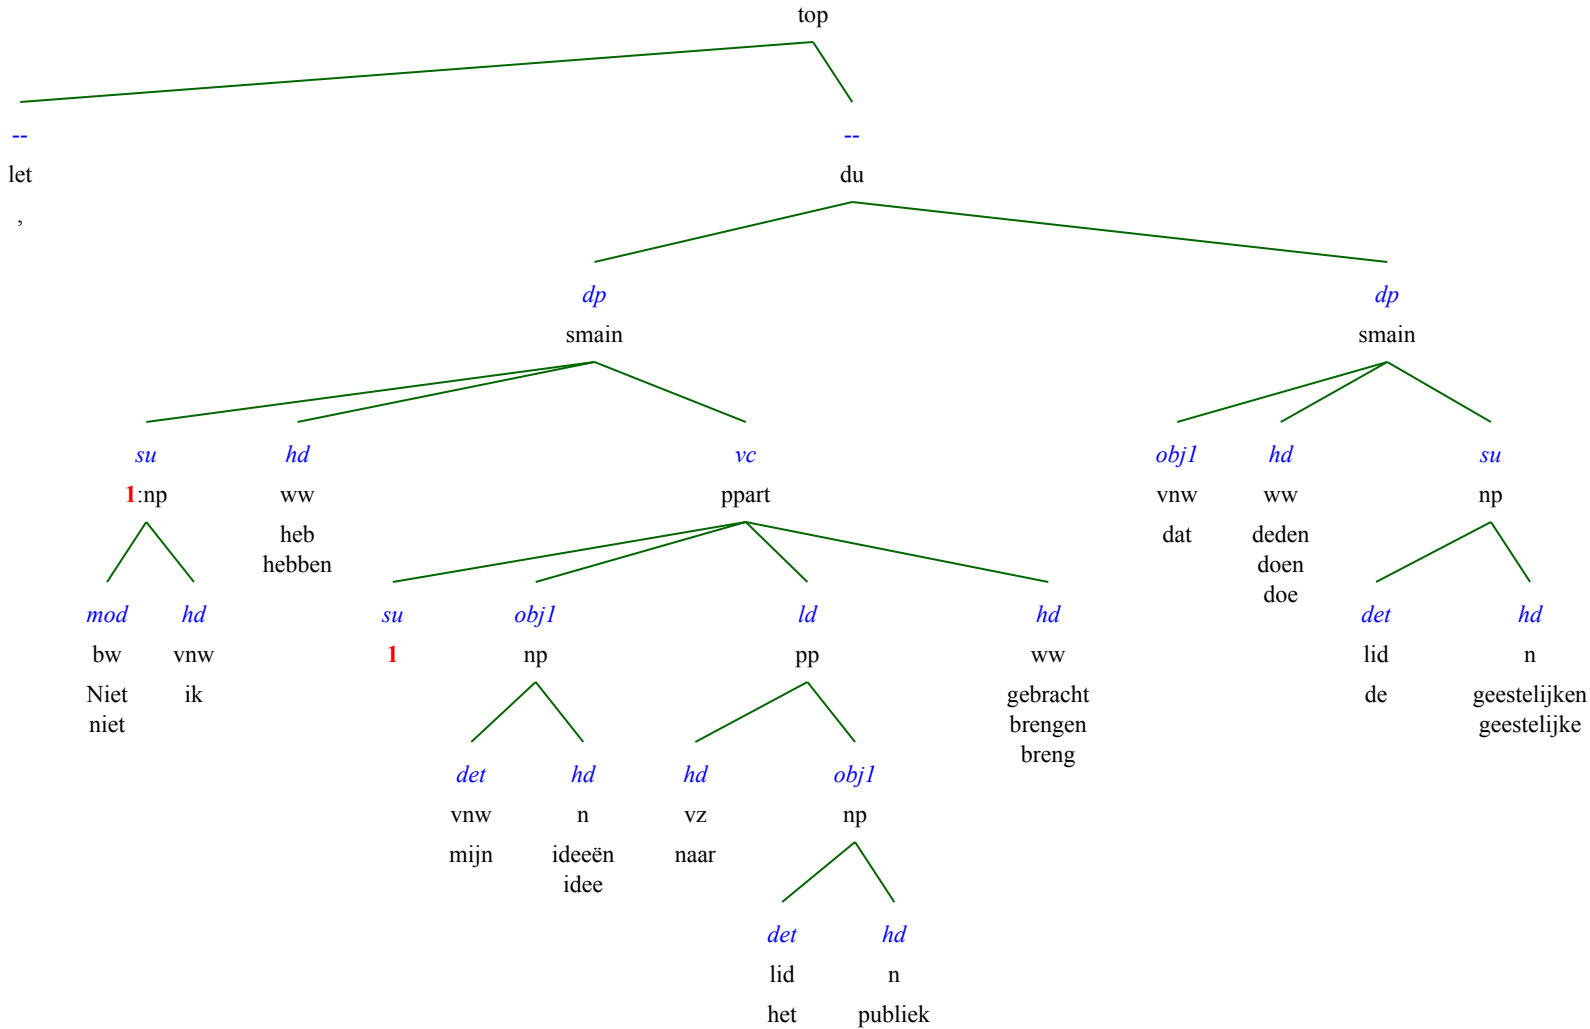 top
-- --
let du
,
dp dp
smain smain
su hd vc obj1 hd su
1:np ww ppart vnw ww np
heb dat deden
hebben doen
doe
mod hd su obj1 ld hd det hd
bw vnw 1 np pp ww lid n
Niet ik gebracht de geestelijken
niet brengen geestelijke
breng
det hd hd obj1
vnw n vz np
mijn ideeën naar
idee
det hd
lid n
het publiek